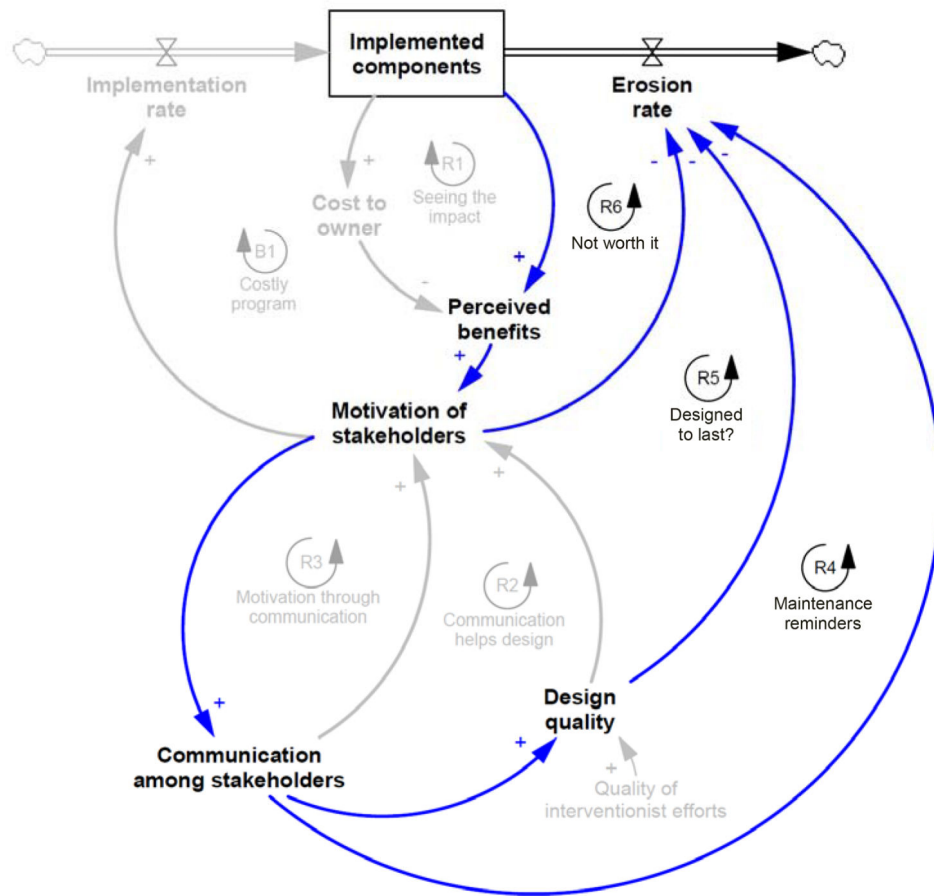 Implemented
components
Implementation
rate
Erosion
rate
+
+
R1
Seeing the
impact
-
-
-
Cost to
owner
R6
Not worth it
B1
Costly
program
+
-
Perceived
benefits
+
R5
Designed
to last?
Motivation of
stakeholders
+
+
R3
Motivation through
communication
R2
Communication
helps design
R4
Maintenance
reminders
+
Design
quality
+
Communication
among stakeholders
+
Quality of
interventionist efforts